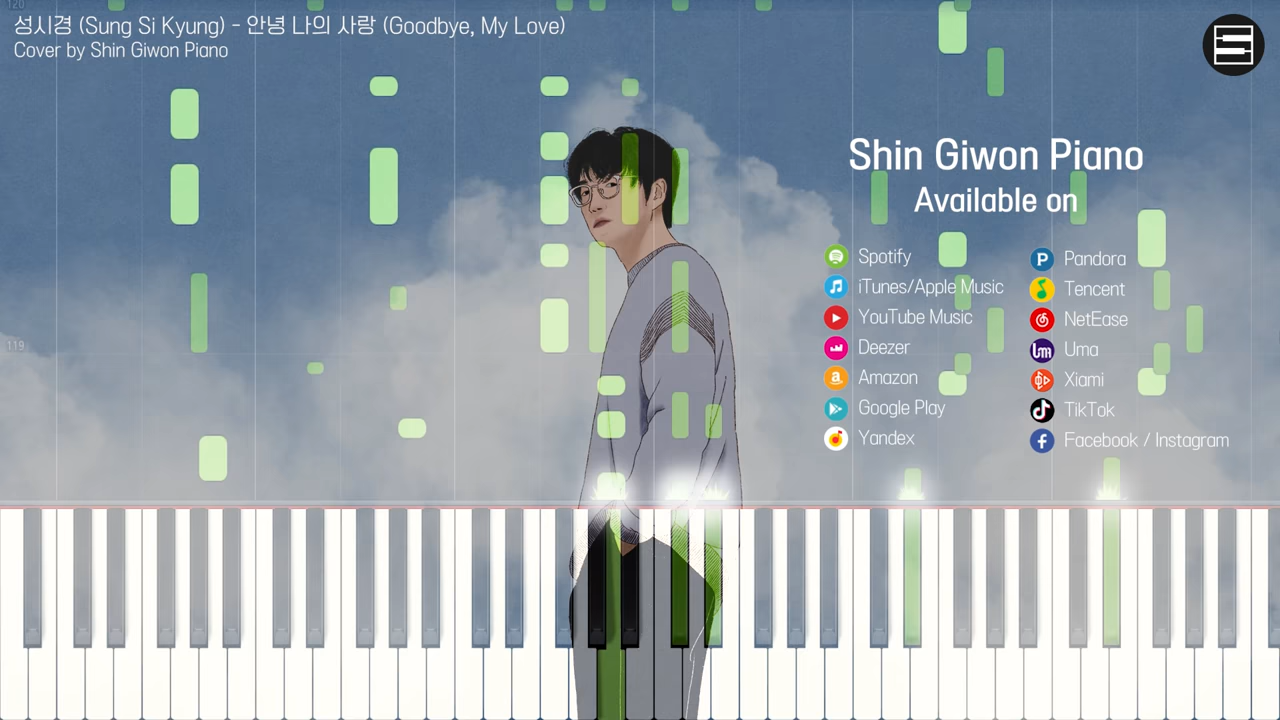 120
성시경 (Sung Si Kyung) - 안녕 나의 사랑 (Goodbye, My Love)
Cover by Shin Giwon Piano
Shin Giwon Piano
Available on
Spotify
iTunes/Apple Music
YouTube Music
Deezer
Amazon
Google Play
Yandex
Pandora
Tencent
NetEase
Uma
Xiami
TikTok
Facebook / Instagram
119